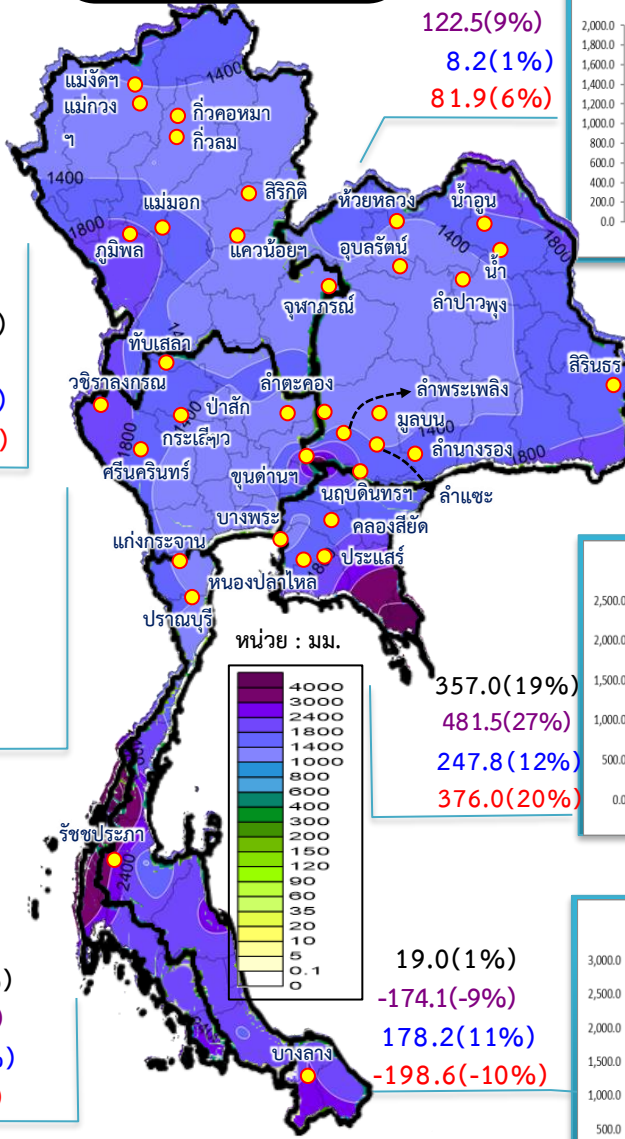 122.5(9%)
8.2(1%)
81.9(6%)
2,000.0
1,800.0
1,600.0
1,400.0
1,200.0
1,000.0
800.0
600.0
400.0
200.0
0.0
1400
แม่งัดฯ
แม่กวง
ฯ
กิ่วคอหมา
กิ่วลม
1400
สิริกิติ
แม่มอก
1800
ภูมิพล
แควน้อยฯ
ห้วยหลวง
น้ำอูน
1400
1800
อุบลรัตน์
น้ำ
พุง
ลำปาว
จุฬาภรณ์
สิรินธร
ทับเสลา
วชิราลงกรณ
ลำตะคอง
ลำพระเพลิง
ป่าสัก
1400
มูลบน
กระเสียว
1400
1800
ศรีนครินทร์
ลำนางรอง
1800
ขุนด่านฯ
นฤบดินทรฯ
ลำแซะ
บางพระ
คลองสียัด
แก่งกระจาน
ประแสร์
หนองปลาไหล
ปราณบุรี
หน่วย : มม.
4000
3000
2400
1800
1400
1000
800
600
400
300
200
150
120
90
60
35
20
10
5
0.1
0
357.0(19%)
481.5(27%)
247.8(12%)
376.0(20%)
2,500.0
2,000.0
1,500.0
1,000.0
500.0
0.0
รัชชประภา
2400
19.0(1%)
-174.1(-9%)
178.2(11%)
-198.6(-10%)
บางลาง
3,000.0
2,500.0
2,000.0
1,500.0
1,000.0
500.0